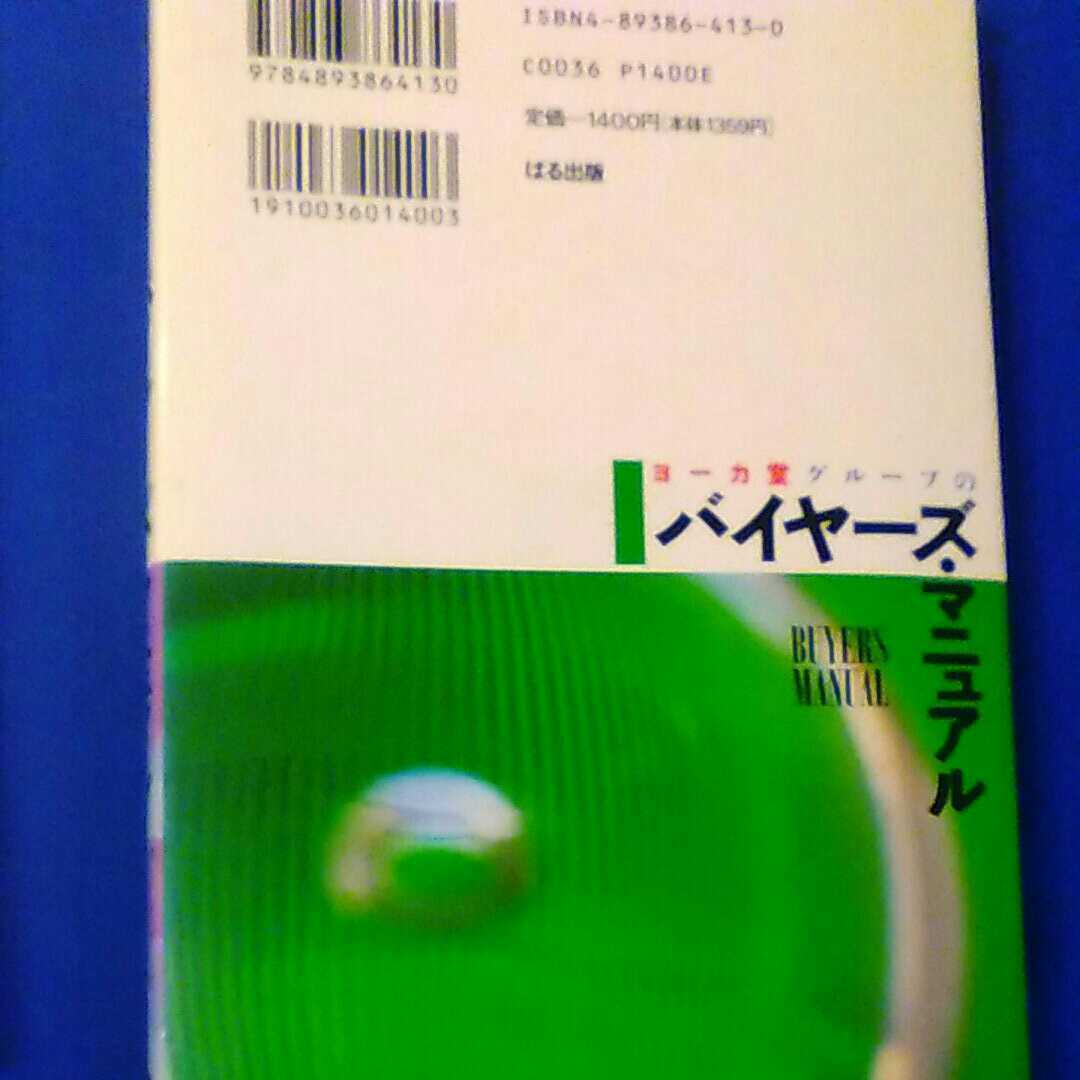 ISBN4-89386-413-0
9784893864130
C0036 P1400E
定価―1400円(本体1359円)
1910036014003
ぱる出版
ヨーカ堂グループの
バイヤーズ・マニュアル
BUYER'S
MANUAL